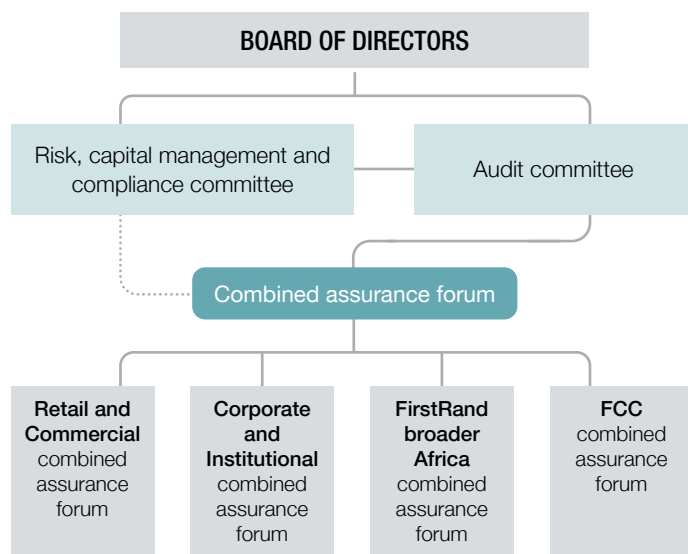 BOARD OF DIRECTORS
Risk, capital management and
compliance committee
Audit committee
Combined assurance forum
Retail and
Commercial
combined
assurance
forum
Corporate
and
Institutional
combined
assurance
forum
FirstRand
broader
Africa
combined
assurance
forum
FCC
combined
assurance
forum